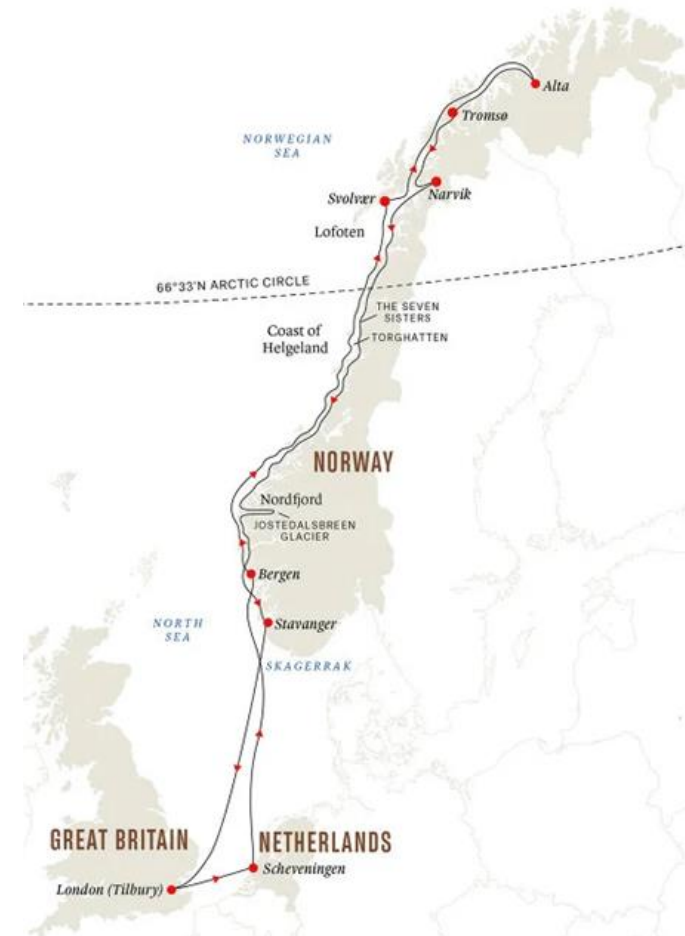 Alta
Tromsø
NORWEGIAN
SEA
Narvik
Svolvær
Lofoten
66°33'N ARCTIC CIRCLE
THE SEVEN
SISTERS
Coast of
Helgeland
TORGHATTEN
NORWAY
Nordfjord
JOSTEDALSBREEN
GLACIER
Bergen
NORTH
SEA
Stavanger
SKAGERRAK
GREAT BRITAIN
NETHERLANDS
Scheveningen
London (Tilbury)